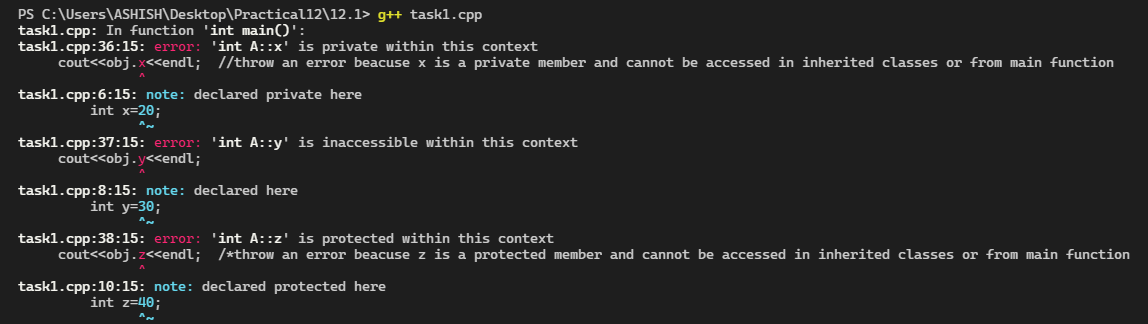 PS C:\Users\ASHISH\Desktop\Practical12\12.1> g++ task1.cpp
task1.cpp: In function 'int main()':
task1.cpp:36:15: error: 'int A::x' is private within this context
     cout<<obj.x<<endl;  //throw an error beacuse x is a private member and cannot be accessed in inherited classes or from main function
               ^
task1.cpp:6:15: note: declared private here
         int x=20;
               ^~
task1.cpp:37:15: error: 'int A::y' is inaccessible within this context
     cout<<obj.y<<endl;
               ^
task1.cpp:8:15: note: declared here
         int y=30;
               ^~
task1.cpp:38:15: error: 'int A::z' is protected within this context
     cout<<obj.z<<endl;  /*throw an error beacuse z is a protected member and cannot be accessed in inherited classes or from main function
               ^
task1.cpp:10:15: note: declared protected here
         int z=40;
               ^~